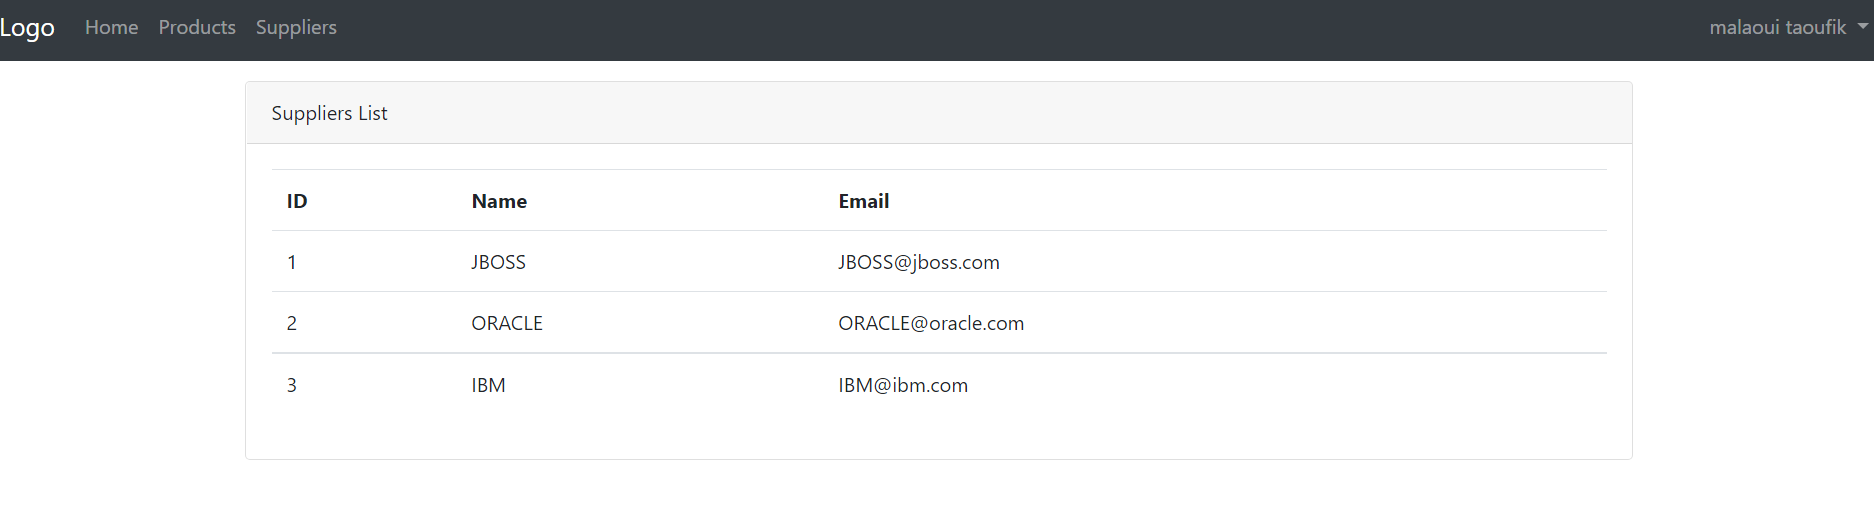 Logo Home Products Suppliers malaoui taoufik
Suppliers List
ID Name Email
1 JBOSS JBOSS@jboss.com
2 ORACLE ORACLE@oracle.com
3 IBM IBM@ibm.com